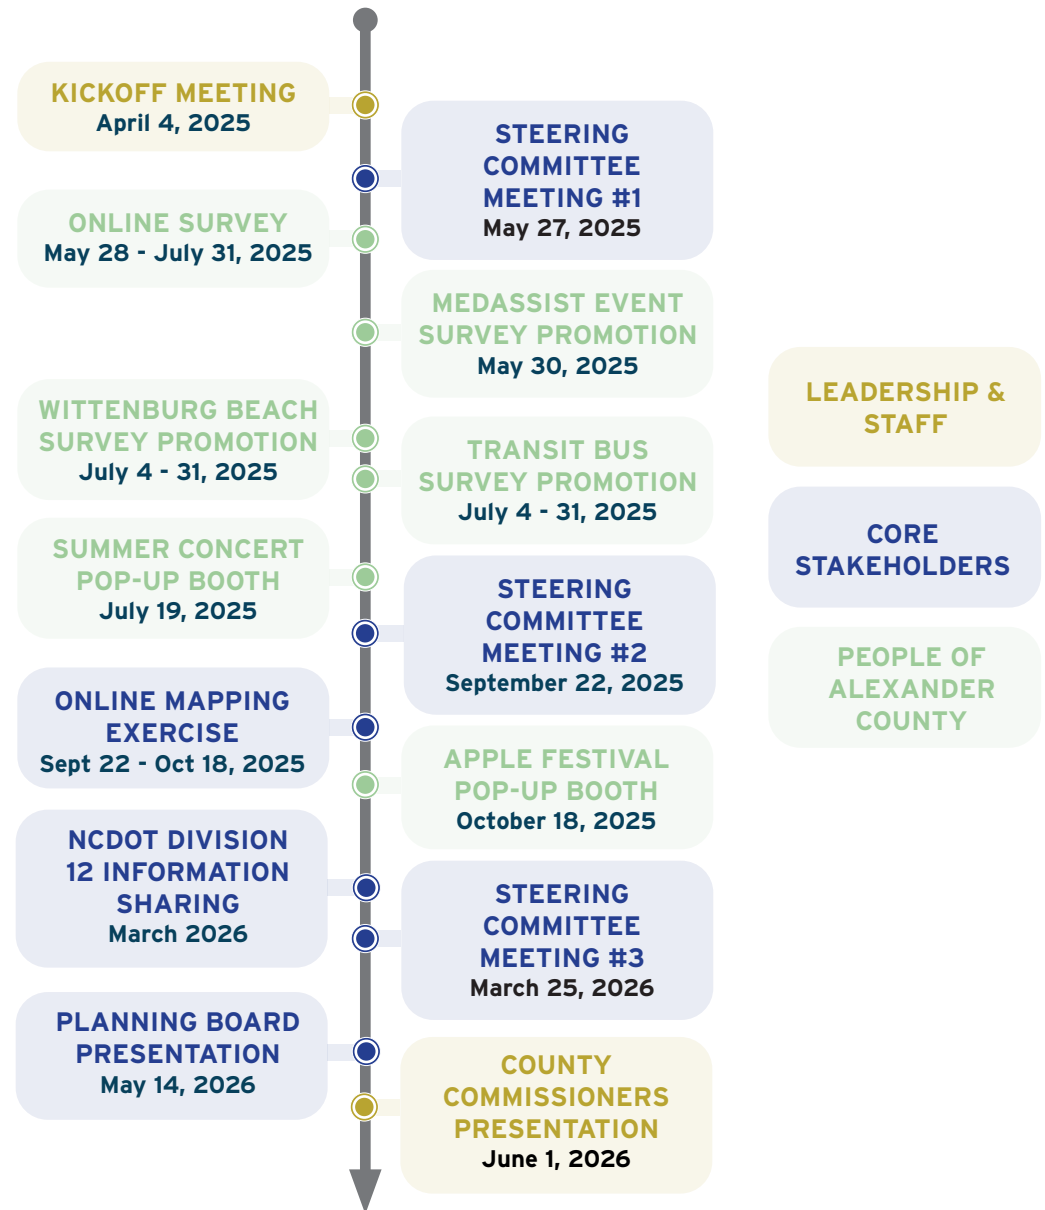 KICKOFF MEETING
April 4, 2025
STEERING
COMMITTEE
MEETING #1
May 27, 2025
ONLINE SURVEY
May 28 - July 31, 2025
MEDASSIST EVENT
SURVEY PROMOTION
May 30, 2025
WITTENBURG BEACH
SURVEY PROMOTION
July 4 - 31, 2025
TRANSIT BUS
SURVEY PROMOTION
July 4 - 31, 2025
SUMMER CONCERT
POP-UP BOOTH
July 19, 2025
STEERING
COMMITTEE
MEETING #2
September 22, 2025
ONLINE MAPPING
EXERCISE
Sept 22 - Oct 18, 2025
APPLE FESTIVAL
POP-UP BOOTH
October 18, 2025
NCDOT DIVISION
12 INFORMATION
SHARING
March 2026
STEERING
COMMITTEE
MEETING #3
March 25, 2026
PLANNING BOARD
PRESENTATION
May 14, 2026
COUNTY
COMMISSIONERS
PRESENTATION
June 1, 2026
LEADERSHIP &
STAFF
CORE
STAKEHOLDERS
PEOPLE OF
ALEXANDER
COUNTY